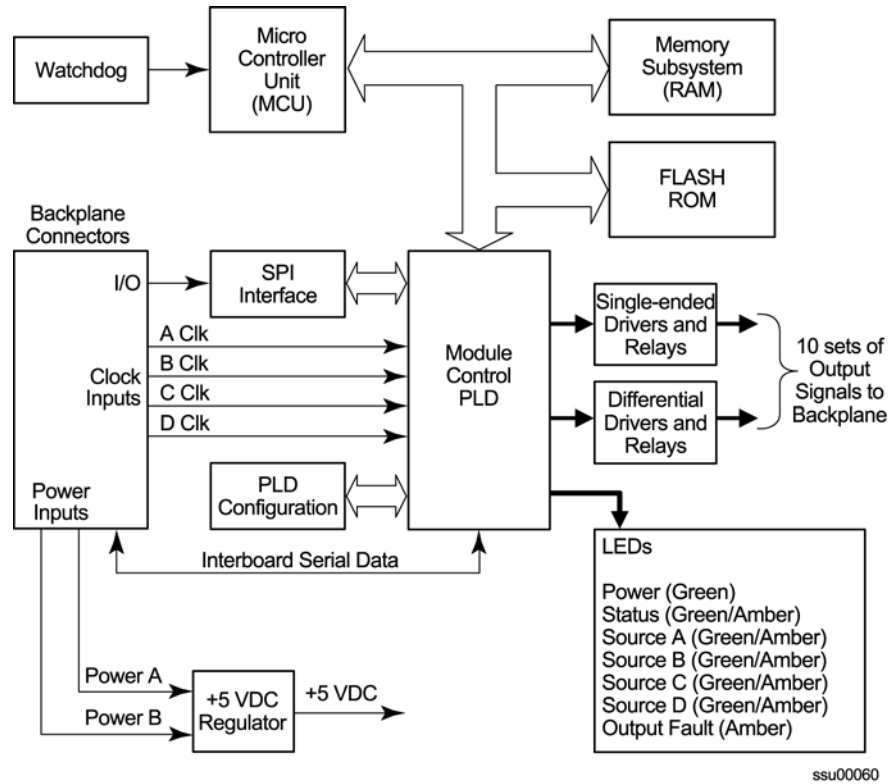 Watchdog
Micro
Controller
Unit
(MCU)
Memory
Subsystem
(RAM)
FLASH
ROM
Backplane
Connectors
I/O
SPI
Interface
A Clk
B Clk
C Clk
D Clk
Clock
Inputs
Module
Control
PLD
Single-ended
Drivers and
Relays
Differential
Drivers and
Relays
10 sets of
Output
Signals to
Backplane
Power
Inputs
PLD
Configuration
Interboard Serial Data
LEDs
Power (Green)
Status (Green/Amber)
Source A (Green/Amber)
Source B (Green/Amber)
Source C (Green/Amber)
Source D (Green/Amber)
Output Fault (Amber)
Power A
Power B
+5 VDC
Regulator
+5 VDC
ssu00060